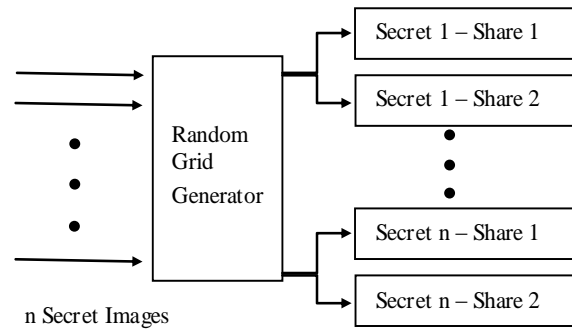 Secret 1 – Share 1
Secret 1 – Share 2
Random
Grid
Generator
Secret n – Share 1
Secret n – Share 2
n Secret Images